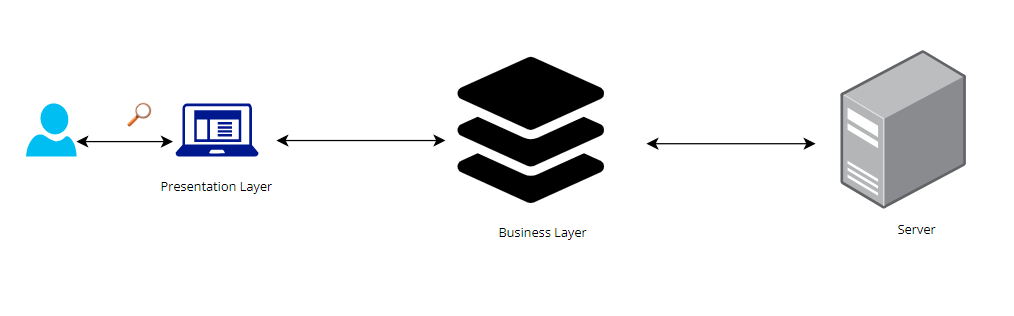 Presentation Layer
Business Layer
Server